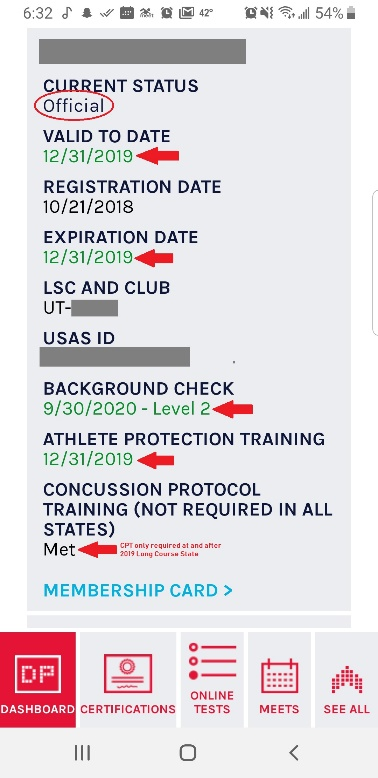 6:32 42° 54%
CURRENT STATUS
Official
VALID TO DATE
12/31/2019
REGISTRATION DATE
10/21/2018
EXPIRATION DATE
12/31/2019
LSC AND CLUB
UT-
USAS ID
BACKGROUND CHECK
9/30/2020 - Level 2
ATHLETE PROTECTION TRAINING
12/31/2019
CONCUSSION PROTOCOL
TRAINING (NOT REQUIRED IN ALL
STATES)
Met
CPT only required at and after
2019 Long Course State
MEMBERSHIP CARD >
DP
DASHBOARD
CERTIFICATIONS
ONLINE
TESTS
MEETS
SEE ALL